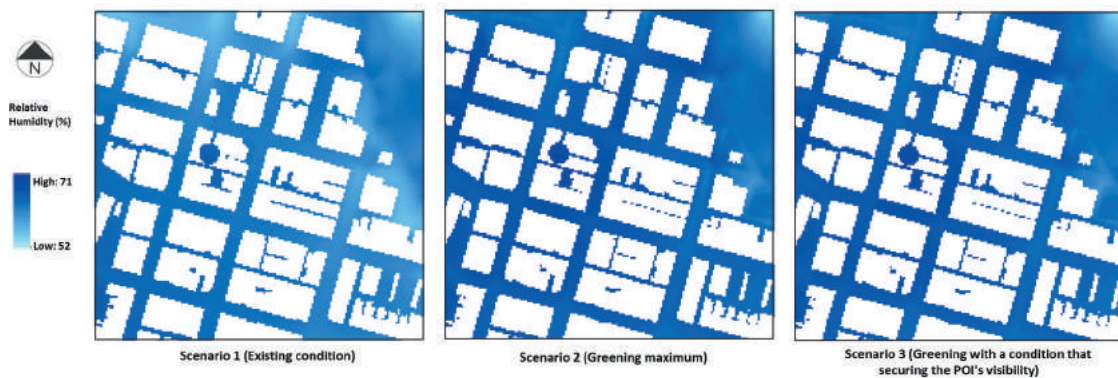 N
Relative
Humidity (%)
High: 71
Low: 52
Scenario 1 (Existing condition)
Scenario 2 (Greening maximum)
Scenario 3 (Greening with a condition that
securing the POI's visibility)